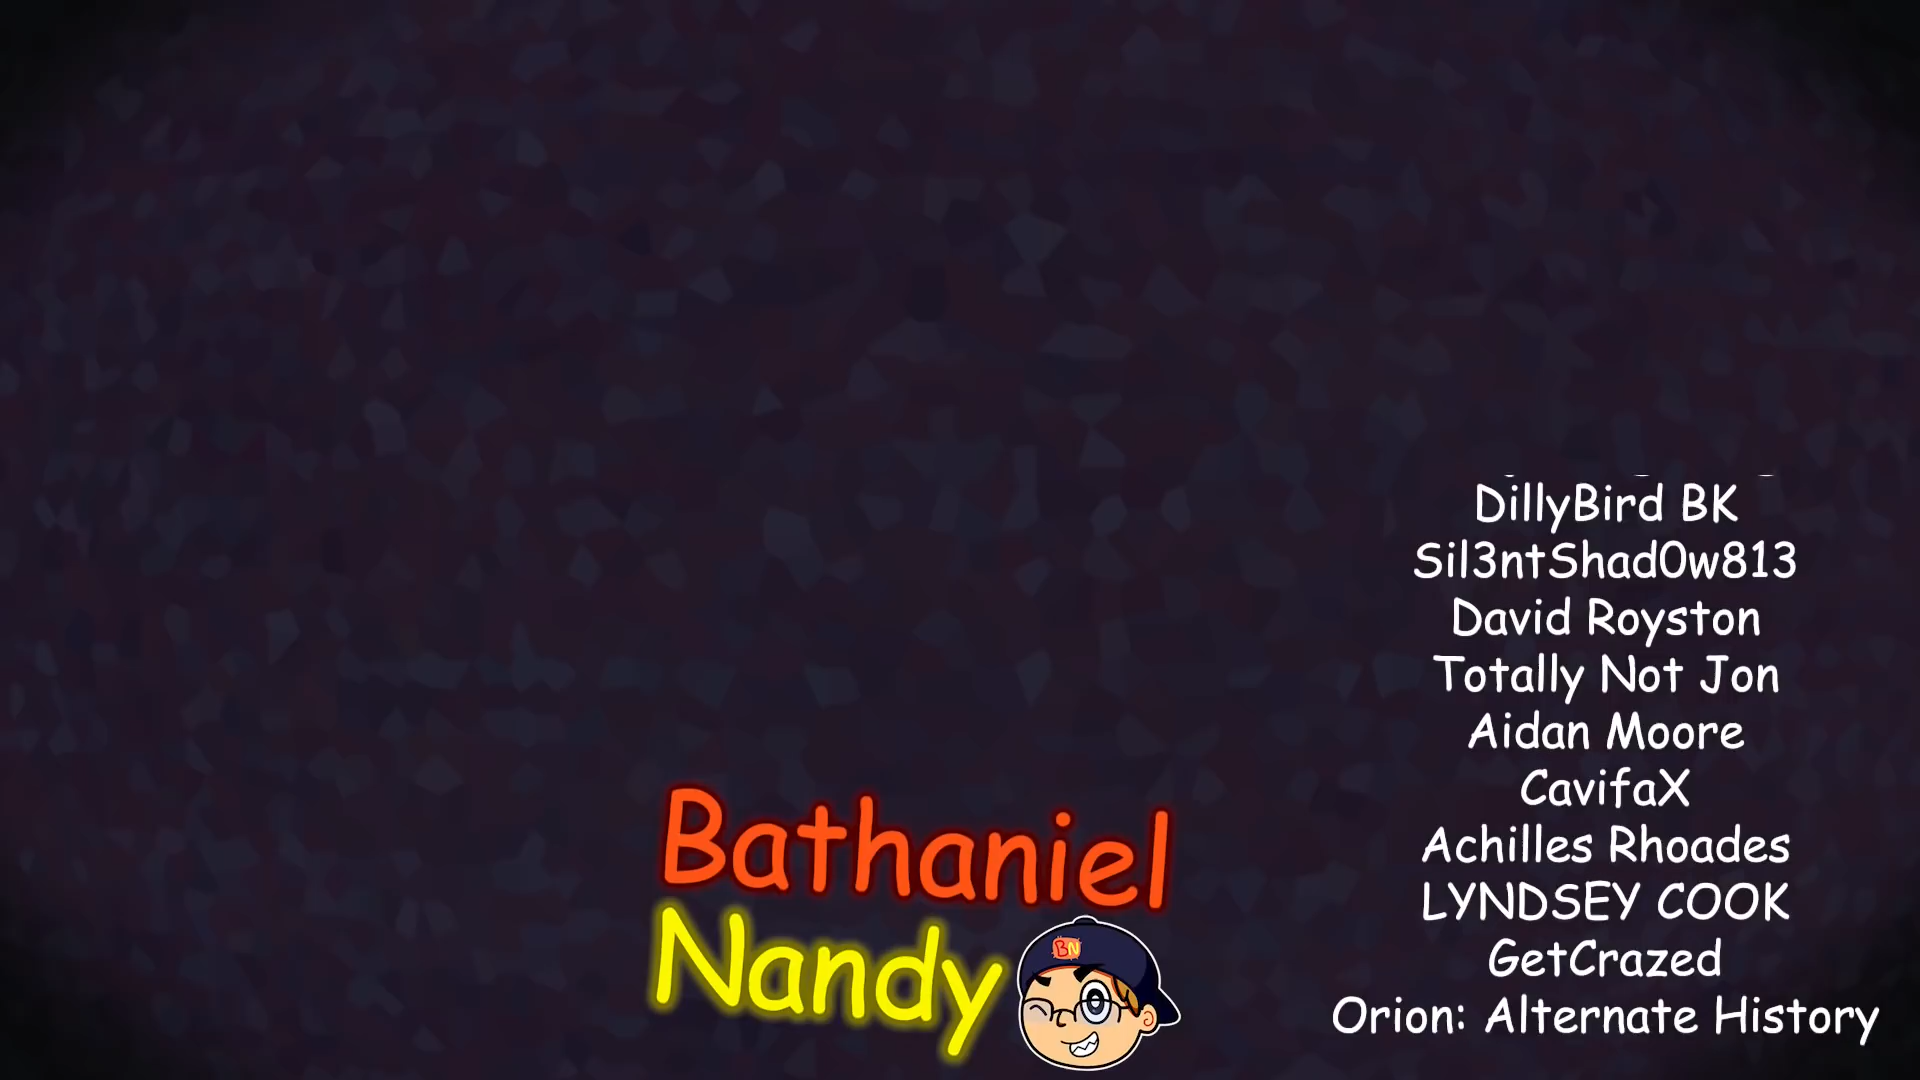 DillyBird BK
Sil3ntShad0w813
David Royston
Totally Not Jon
Aidan Moore
CavifaX
Achilles Rhoades
LYNDSEY COOK
GetCrazed
Orion: Alternate History
Bathaniel
Nandy
BN